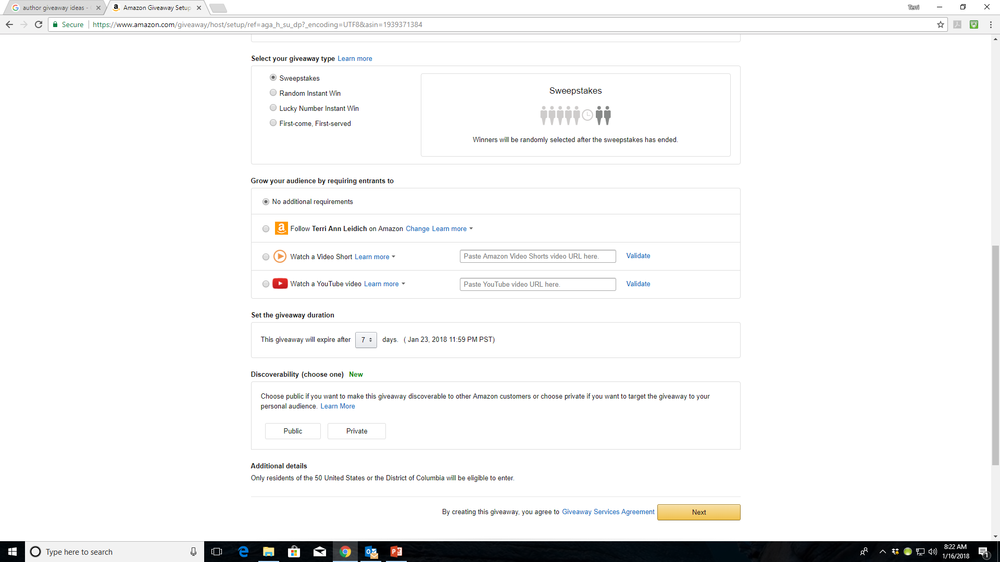 author giveaway ideas -
Amazon Giveaway Setup
Terri
Secure
https://www.amazon.com/giveaway/host/setup/ref=aga_h_su_dp?_encoding=UTF8&asin=1939371384
Select your giveaway type Learn more
Sweepstakes
Random Instant Win
Lucky Number Instant Win
First-come, First-served
Sweepstakes
Winners will be randomly selected after the sweepstakes has ended.
Grow your audience by requiring entrants to
No additional requirements
a Follow Terri Ann Leidich on Amazon Change Learn more
Watch a Video Short Learn more Paste Amazon Video Shorts video URL here. Validate
Watch a YouTube video Learn more Paste YouTube video URL here. Validate
Set the giveaway duration
This giveaway will expire after 7 days. ( Jan 23, 2018 11:59 PM PST)
Discoverability (choose one) New
Choose public if you want to make this giveaway discoverable to other Amazon customers or choose private if you want to target the giveaway to your
personal audience. Learn More
Public Private
Additional details
Only residents of the 50 United States or the District of Columbia will be eligible to enter.
By creating this giveaway, you agree to Giveaway Services Agreement Next
Type here to search
8:22 AM
1/16/2018
1